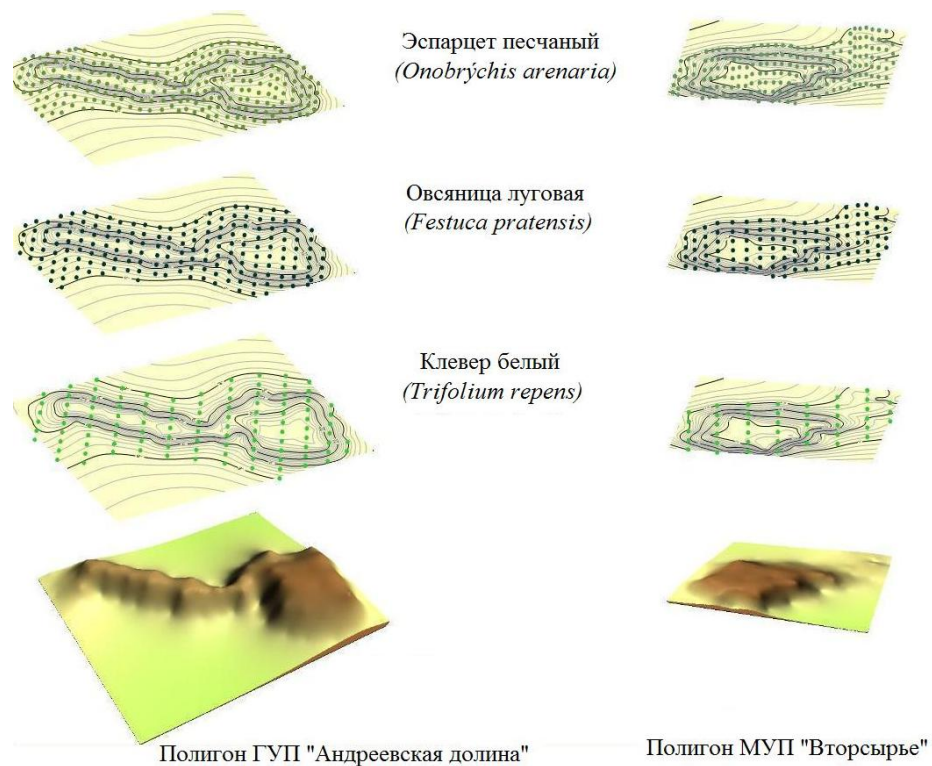 Эспарцет песчаный
(Onobrýchis arenaria)
Овсяница луговая
(Festuca pratensis)
Клевер белый
(Trifolium repens)
Полигон ГУП "Андреевская долина"
Полигон МУП "Вторсырье"